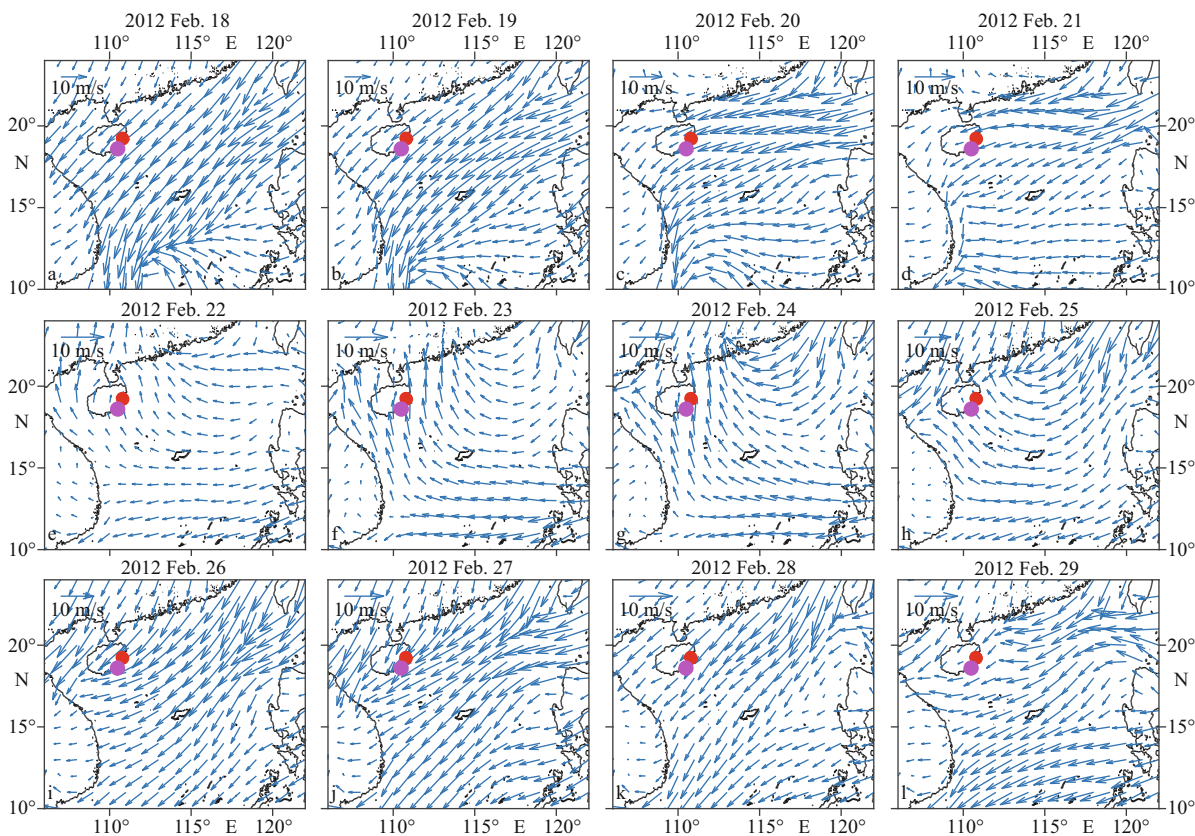 2012 Feb. 18 2012 Feb. 19 2012 Feb. 20 2012 Feb. 21
110° 115° E 120° 110° 115° E 120° 110° 115° E 120° 110° 115° E 120°
10 m/s 10 m/s 10 m/s 10 m/s
20° 20°
N N
15° 15°
a b c d
10° 10°
2012 Feb. 22 2012 Feb. 23 2012 Feb. 24 2012 Feb. 25
10 m/s 10 m/s 10 m/s 10 m/s
20° 20°
N N
15° 15°
e f g h
10° 10°
2012 Feb. 26 2012 Feb. 27 2012 Feb. 28 2012 Feb. 29
10 m/s 10 m/s 10 m/s 10 m/s
20° 20°
N N
15° 15°
i j k l
10° 10°
110° 115° E 120° 110° 115° E 120° 110° 115° E 120° 110° 115° E 120°